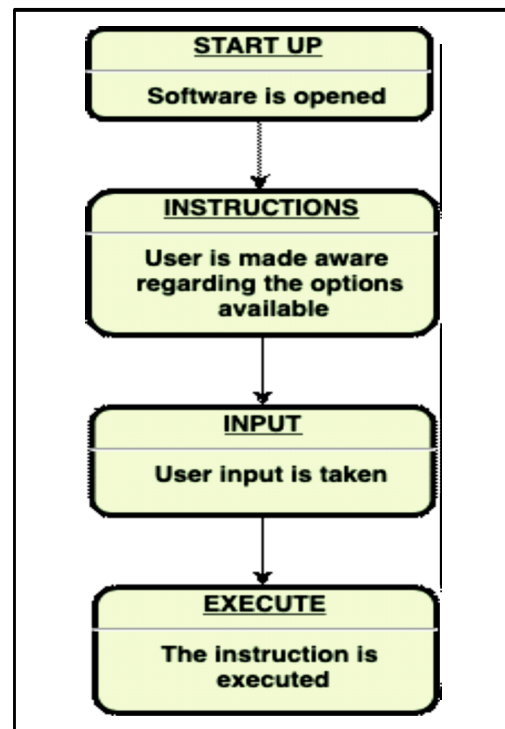 START UP
Software is opened
INSTRUCTIONS
User is made aware
regarding the options
available
INPUT
User input is taken
EXECUTE
The instruction is
executed